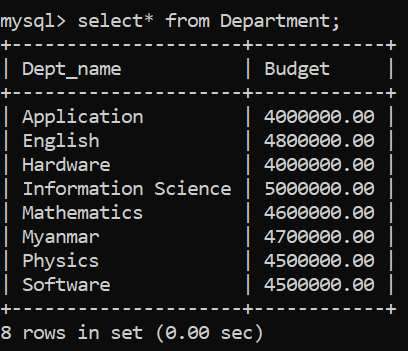 mysql> select* from Department;
+---------------------+------------+
| Dept_name           | Budget     |
+---------------------+------------+
| Application         | 4000000.00 |
| English             | 4800000.00 |
| Hardware            | 4000000.00 |
| Information Science | 5000000.00 |
| Mathematics         | 4600000.00 |
| Myanmar             | 4700000.00 |
| Physics             | 4500000.00 |
| Software            | 4500000.00 |
+---------------------+------------+
8 rows in set (0.00 sec)